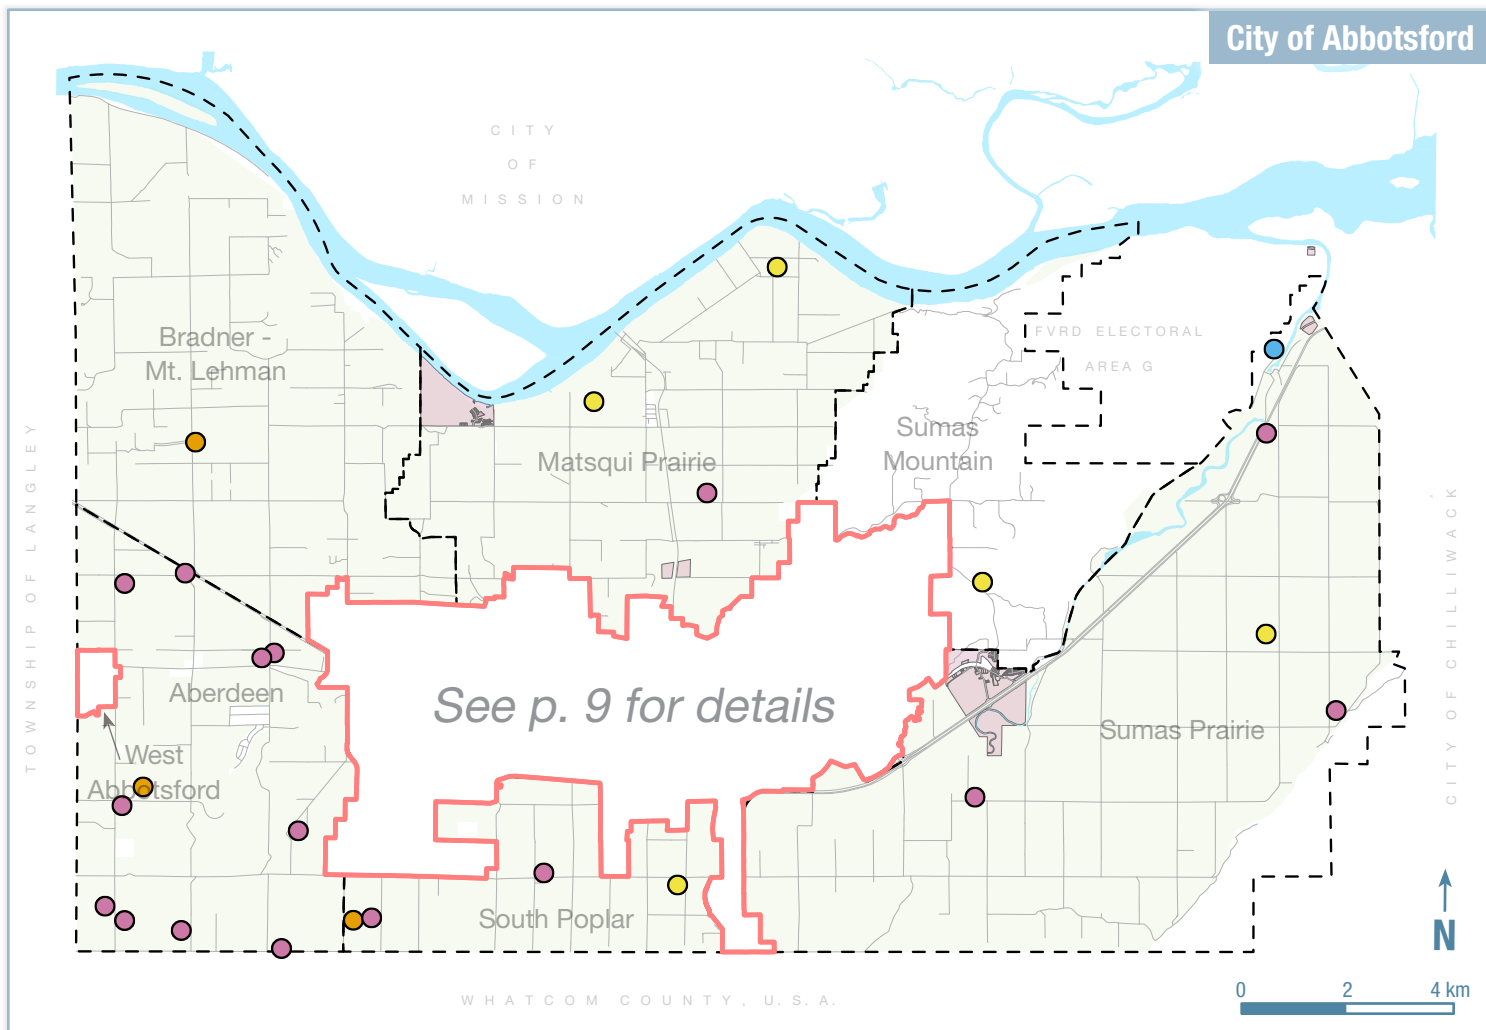 City of Abbotsford
CITY
OF
MISSION
Bradner -
Mt. Lehman
FVRD ELECTORAL
AREA G
Sumas
Mountain
Matsqui Prairie
TOWNSHIP OF LANGLEY
CITY OF CHILLIWACK
Aberdeen
See p. 9 for details
West
Abbotsford
Sumas Prairie
South Poplar
N
WHATCOM COUNTY, U.S.A.
0 2 4 km